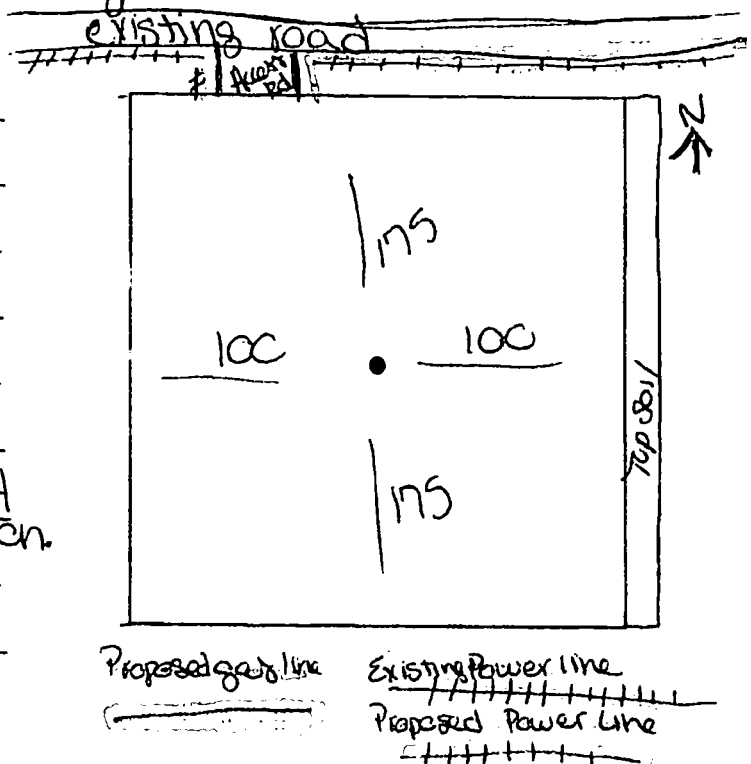 existing road
Access Rd
N
175
100
100
Top Soil
175
ch.
Proposed gas line
Existing Power line
Proposed Power Line